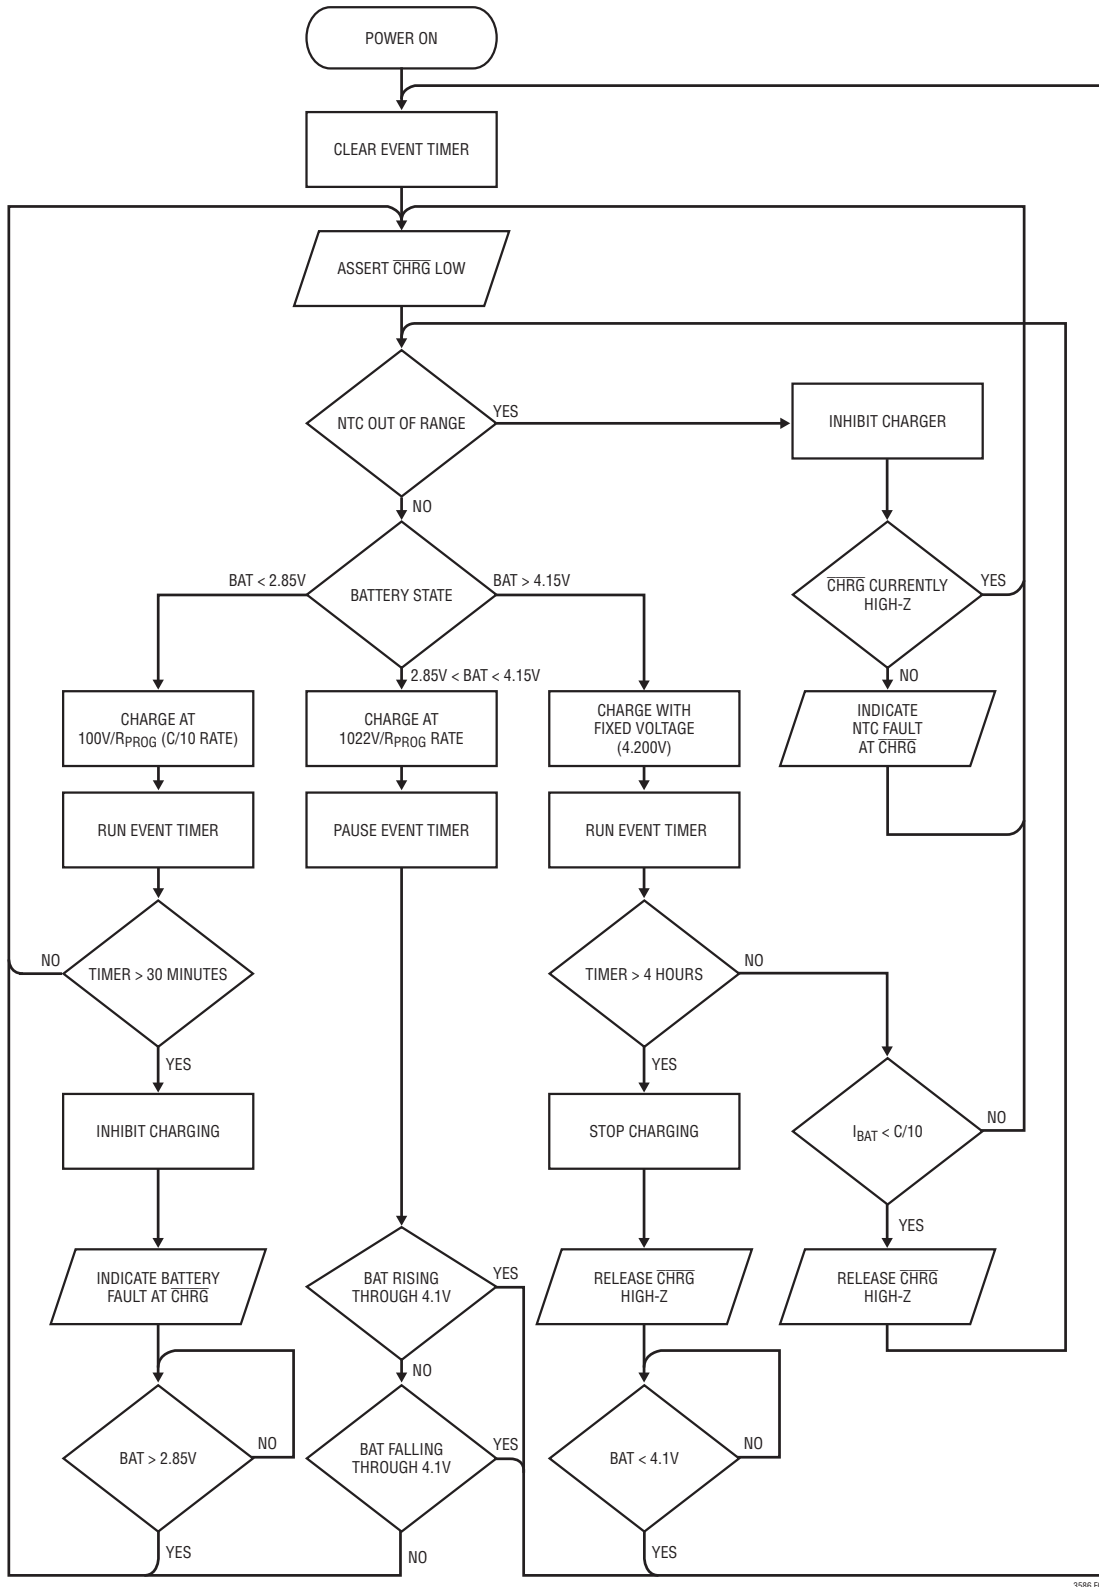 POWER ON
CLEAR EVENT TIMER
ASSERT CHRG LOW
NTC OUT OF RANGE
YES
INHIBIT CHARGER
NO
BAT < 2.85V
BATTERY STATE
BAT > 4.15V
CHRG CURRENTLY
HIGH-Z
YES
2.85V < BAT < 4.15V
NO
CHARGE AT
100V/RPROG (C/10 RATE)
CHARGE AT
1022V/RPROG RATE
CHARGE WITH
FIXED VOLTAGE
(4.200V)
INDICATE
NTC FAULT
AT CHRG
RUN EVENT TIMER
PAUSE EVENT TIMER
RUN EVENT TIMER
NO
TIMER > 30 MINUTES
TIMER > 4 HOURS
NO
YES
YES
INHIBIT CHARGING
STOP CHARGING
IBAT < C/10
NO
YES
INDICATE BATTERY
FAULT AT CHRG
BAT RISING
THROUGH 4.1V
YES
RELEASE CHRG
HIGH-Z
RELEASE CHRG
HIGH-Z
NO
BAT > 2.85V
NO
BAT FALLING
THROUGH 4.1V
YES
BAT < 4.1V
NO
YES
NO
YES
3586